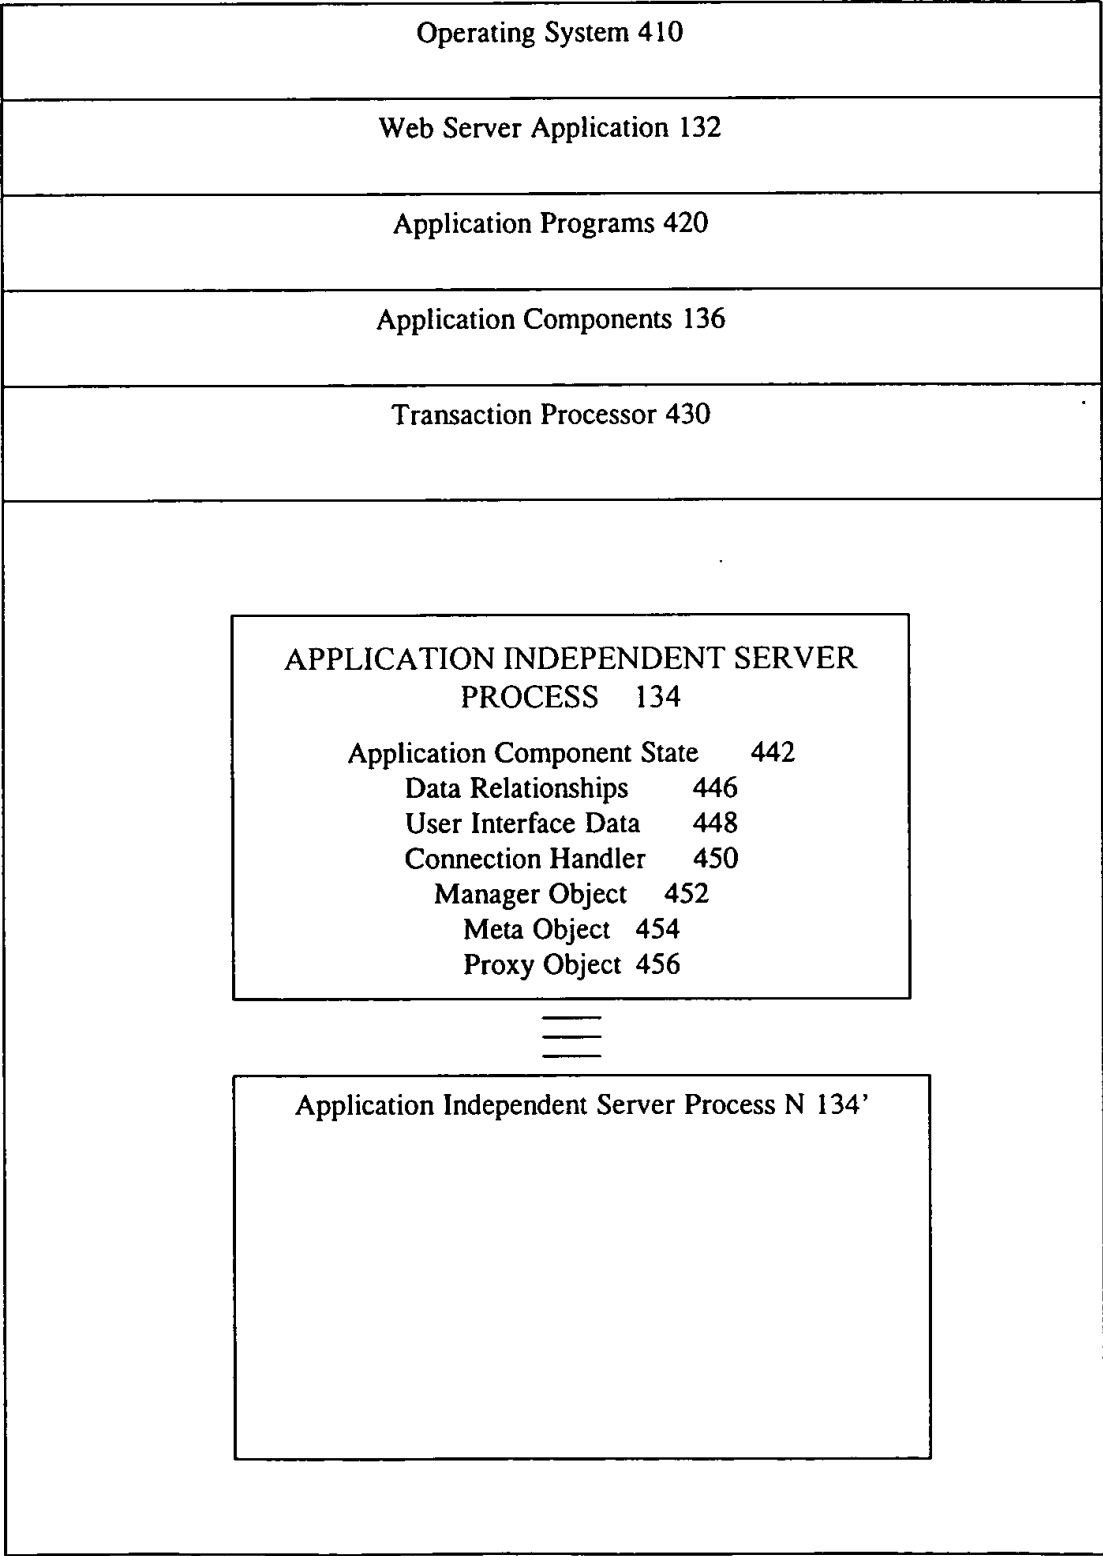 Operating System 410
Web Server Application 132
Application Programs 420
Application Components 136
Transaction Processor 430
APPLICATION INDEPENDENT SERVER
PROCESS 134
Application Component State 442
Data Relationships 446
User Interface Data 448
Connection Handler 450
Manager Object 452
Meta Object 454
Proxy Object 456
Application Independent Server Process N 134'